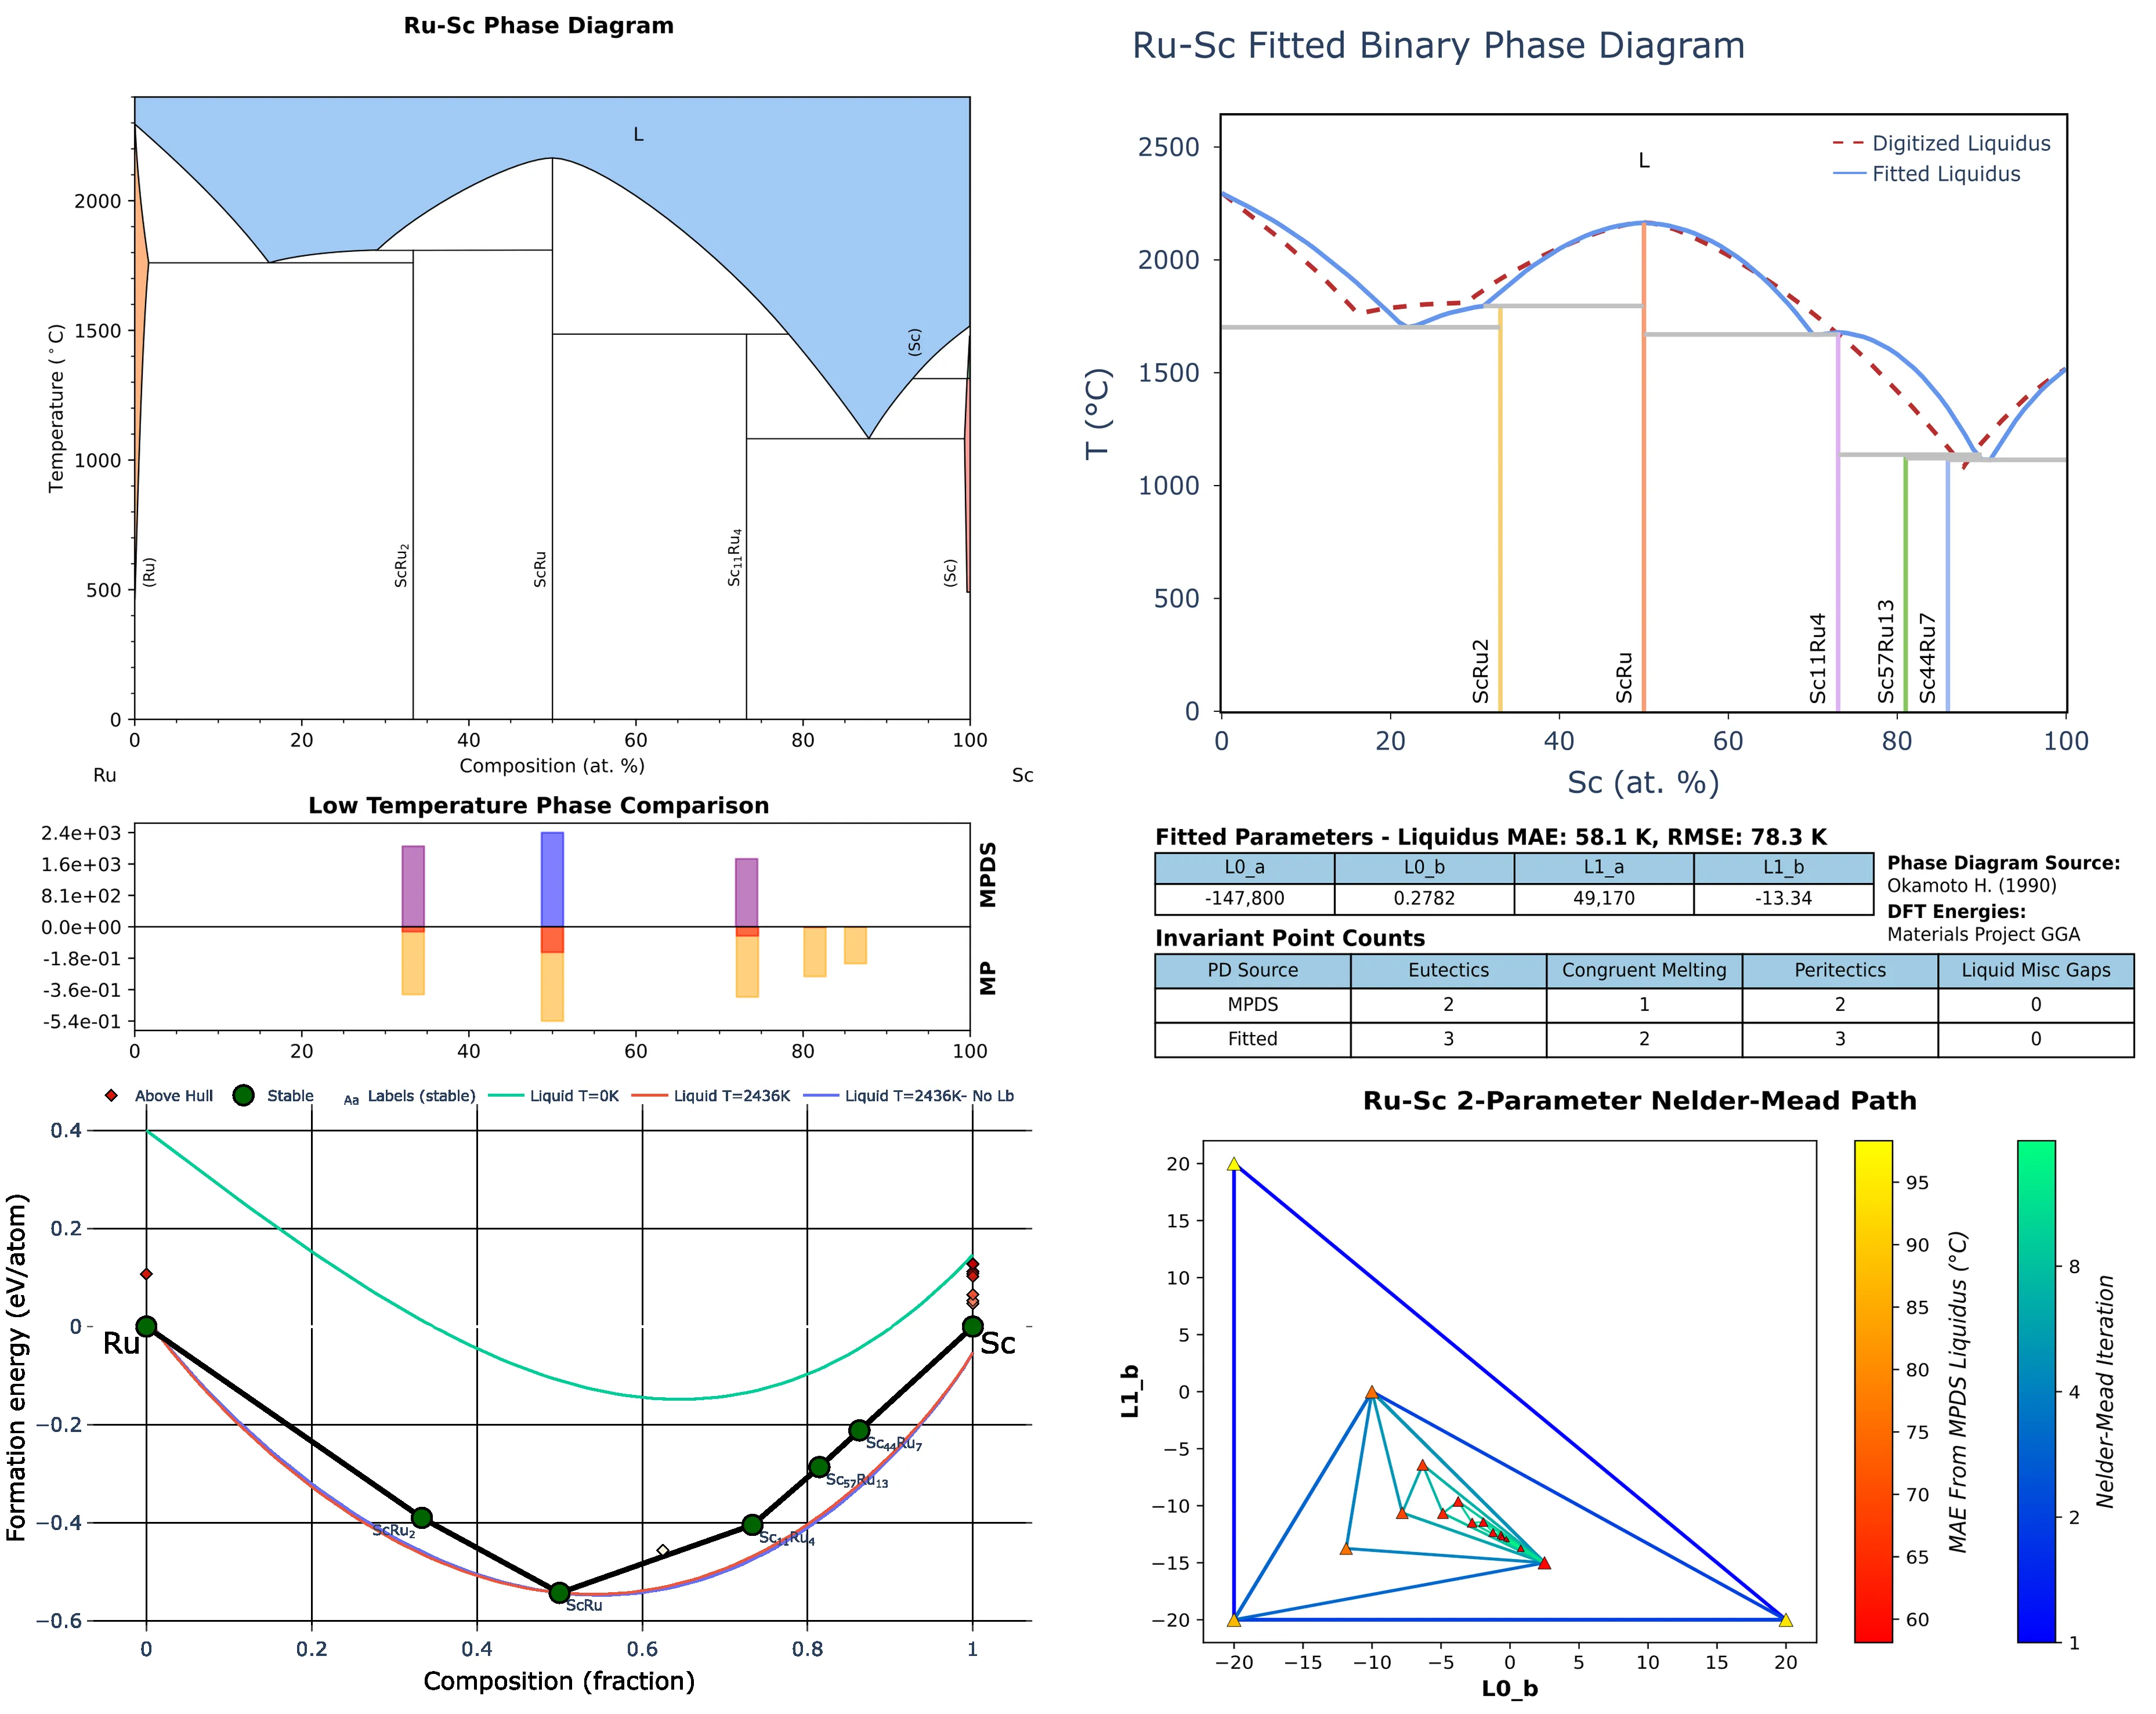 Ru-Sc Phase Diagram
L
Temperature (°C)
2000
1500
1000
500
0
(Ru)
ScRu2
ScRu
Sc11Ru4
(Sc)
(Sc)
0 20 40 60 80 100
Composition (at. %)
Ru Sc
Ru-Sc Fitted Binary Phase Diagram
L
Digitized Liquidus
Fitted Liquidus
T (°C)
2500
2000
1500
1000
500
0
ScRu2
ScRu
Sc11Ru4
Sc57Ru13
Sc44Ru7
0 20 40 60 80 100
Sc (at. %)
Low Temperature Phase Comparison
2.4e+03
1.6e+03
8.1e+02
0.0e+00
-1.8e-01
-3.6e-01
-5.4e-01
MPDS
MP
0 20 40 60 80 100
Fitted Parameters - Liquidus MAE: 58.1 K, RMSE: 78.3 K
L0_a L0_b L1_a L1_b
-147,800 0.2782 49,170 -13.34
Phase Diagram Source:
Okamoto H. (1990)
DFT Energies:
Materials Project GGA
Invariant Point Counts
PD Source Eutectics Congruent Melting Peritectics Liquid Misc Gaps
MPDS 2 1 2 0
Fitted 3 2 3 0
Above Hull Stable Aa Labels (stable) Liquid T=0K Liquid T=2436K Liquid T=2436K- No Lb
Formation energy (eV/atom)
0.4
0.2
0
−0.2
−0.4
−0.6
Ru
Sc
ScRu2
ScRu
Sc11Ru4
Sc57Ru13
Sc44Ru7
0 0.2 0.4 0.6 0.8 1
Composition (fraction)
Ru-Sc 2-Parameter Nelder-Mead Path
L1_b
20
15
10
5
0
−5
−10
−15
−20
−20 −15 −10 −5 0 5 10 15 20
L0_b
95
90
85
80
75
70
65
60
MAE From MPDS Liquidus (°C)
8
4
2
1
Nelder-Mead Iteration